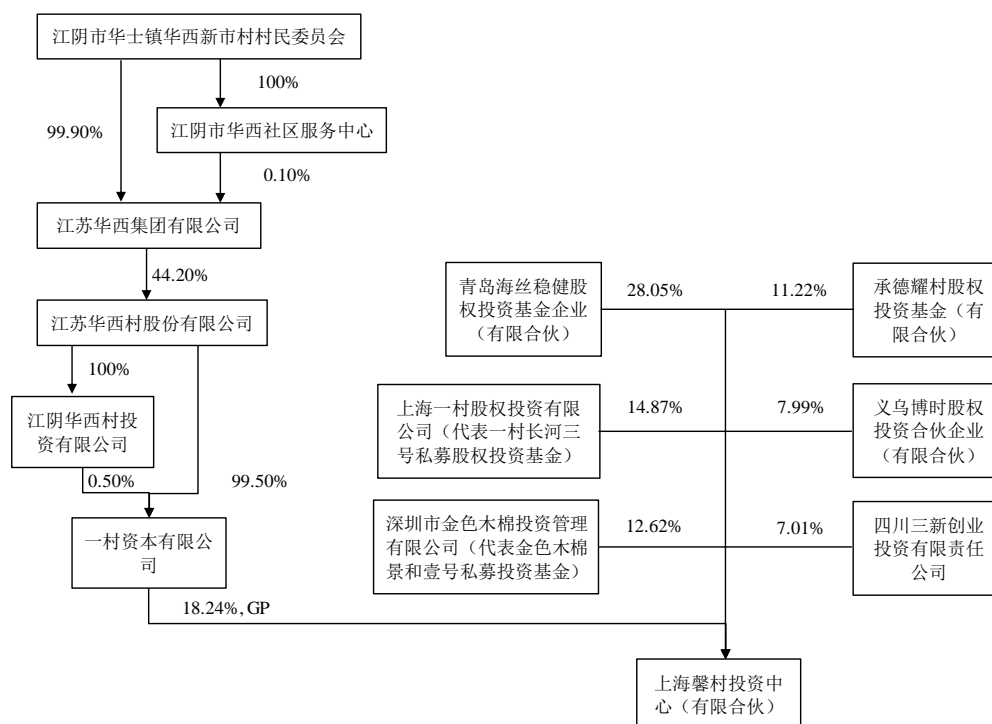 江阴市华士镇华西新市村村民委员会
100%
99.90%
江阴市华西社区服务中心
0.10%
江苏华西集团有限公司
44.20%
江苏华西村股份有限公司
100%
江阴华西村投
资有限公司
0.50%
99.50%
一村资本有限公
司
18.24%, GP
青岛海丝稳健股
权投资基金企业
（有限合伙）
28.05%
11.22%
承德耀村股权
投资基金（有
限合伙）
上海一村股权投资有限
公司（代表一村长河三
号私募股权投资基金）
14.87%
7.99%
义乌博时股权
投资合伙企业
（有限合伙）
深圳市金色木棉投资管理
有限公司（代表金色木棉
景和壹号私募投资基金）
12.62%
7.01%
四川三新创业
投资有限责任
公司
上海馨村投资中
心（有限合伙）